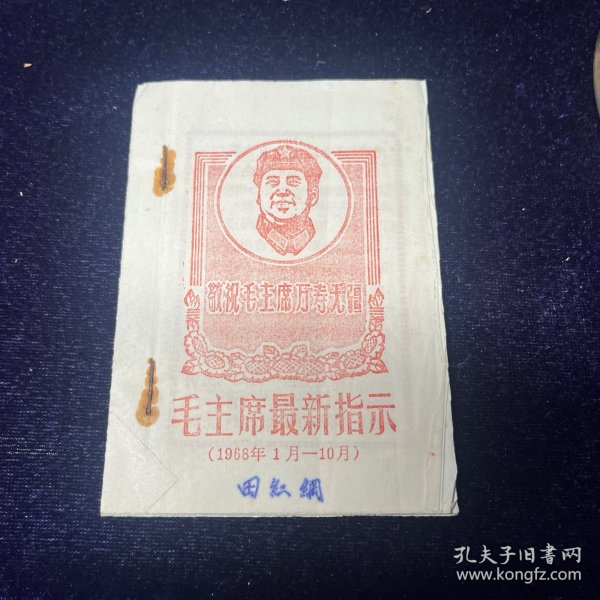 敬祝毛主席万寿无疆
毛主席最新指示
(1968年1月—10月)
田红綱
孔夫子旧书网
www.kongfz.com